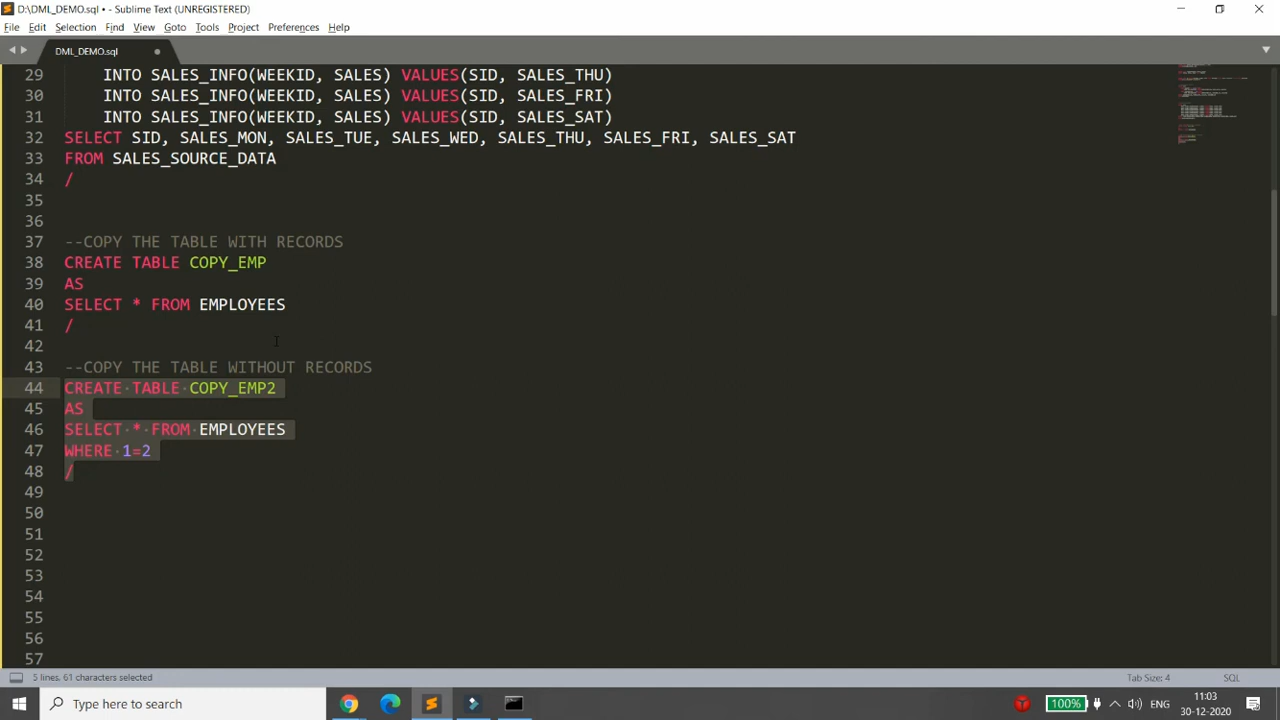 D:\DML_DEMO.sql • - Sublime Text (UNREGISTERED)
File Edit Selection Find View Goto Tools Project Preferences Help
DML_DEMO.sql
29 INTO SALES_INFO(WEEKID, SALES) VALUES(SID, SALES_THU)
30 INTO SALES_INFO(WEEKID, SALES) VALUES(SID, SALES_FRI)
31 INTO SALES_INFO(WEEKID, SALES) VALUES(SID, SALES_SAT)
32 SELECT SID, SALES_MON, SALES_TUE, SALES_WED, SALES_THU, SALES_FRI, SALES_SAT
33 FROM SALES_SOURCE_DATA
34 /
35
36
37 --COPY THE TABLE WITH RECORDS
38 CREATE TABLE COPY_EMP
39 AS
40 SELECT * FROM EMPLOYEES
41 /
42
43 --COPY THE TABLE WITHOUT RECORDS
44 CREATE TABLE COPY_EMP2
45 AS
46 SELECT * FROM EMPLOYEES
47 WHERE 1=2
48 /
49
50
51
52
53
54
55
56
57
5 lines, 61 characters selected Tab Size: 4 SQL
Type here to search 100% ENG 11:03
30-12-2020